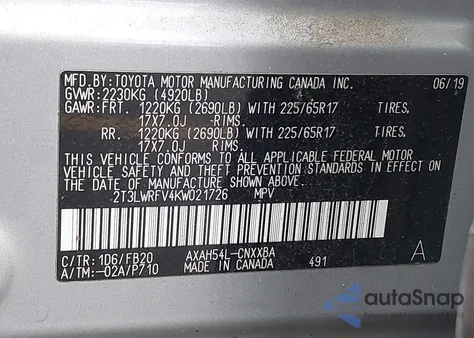 MFD. BY: TOYOTA MOTOR MANUFACTURING CANADA INC. 06/19
GVWR: 2230KG (4920LB)
GAWR: FRT. 1220KG (2690LB) WITH 225/65R17 TIRES,
17X7.0J RIMS.
RR. 1220KG (2690LB) WITH 225/65R17 TIRES,
17X7.0J RIMS.
THIS VEHICLE CONFORMS TO ALL APPLICABLE FEDERAL MOTOR
VEHICLE SAFETY AND THEFT PREVENTION STANDARDS IN EFFECT
ON THE DATE OF MANUFACTURE SHOWN ABOVE.
2T3LWRFV4KW021726 MPV
C/TR: 1D6/FB20 AXAH54L-CNXXBA A
A/TM: -02A/P710 MADE IN CANADA 491
autoSnap